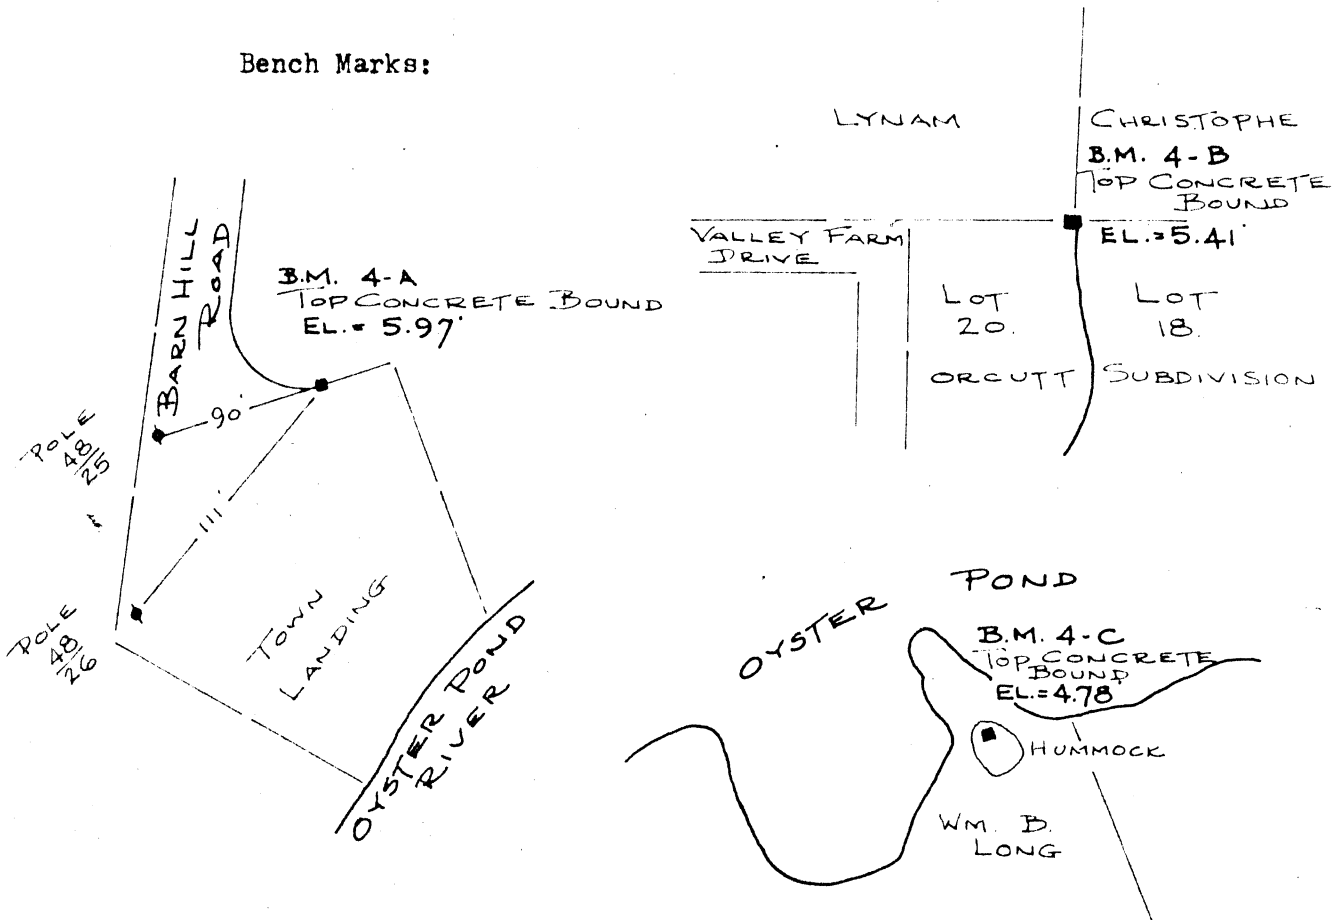 Bench Marks:
BARN HILL
ROAD
B.M. 4-A
TOP CONCRETE BOUND
EL.= 5.97'
90'
POLE
48/25
111'
POLE
48/26
TOWN
LANDING
OYSTER POND
RIVER
LYNAM
CHRISTOPHE
B.M. 4-B
TOP CONCRETE
BOUND
EL.=5.41'
VALLEY FARM
DRIVE
LOT
20.
LOT
18.
ORCUTT SUBDIVISION
OYSTER POND
B.M. 4-C
TOP CONCRETE
BOUND
EL.=4.78'
HUMMOCK
WM. B.
LONG